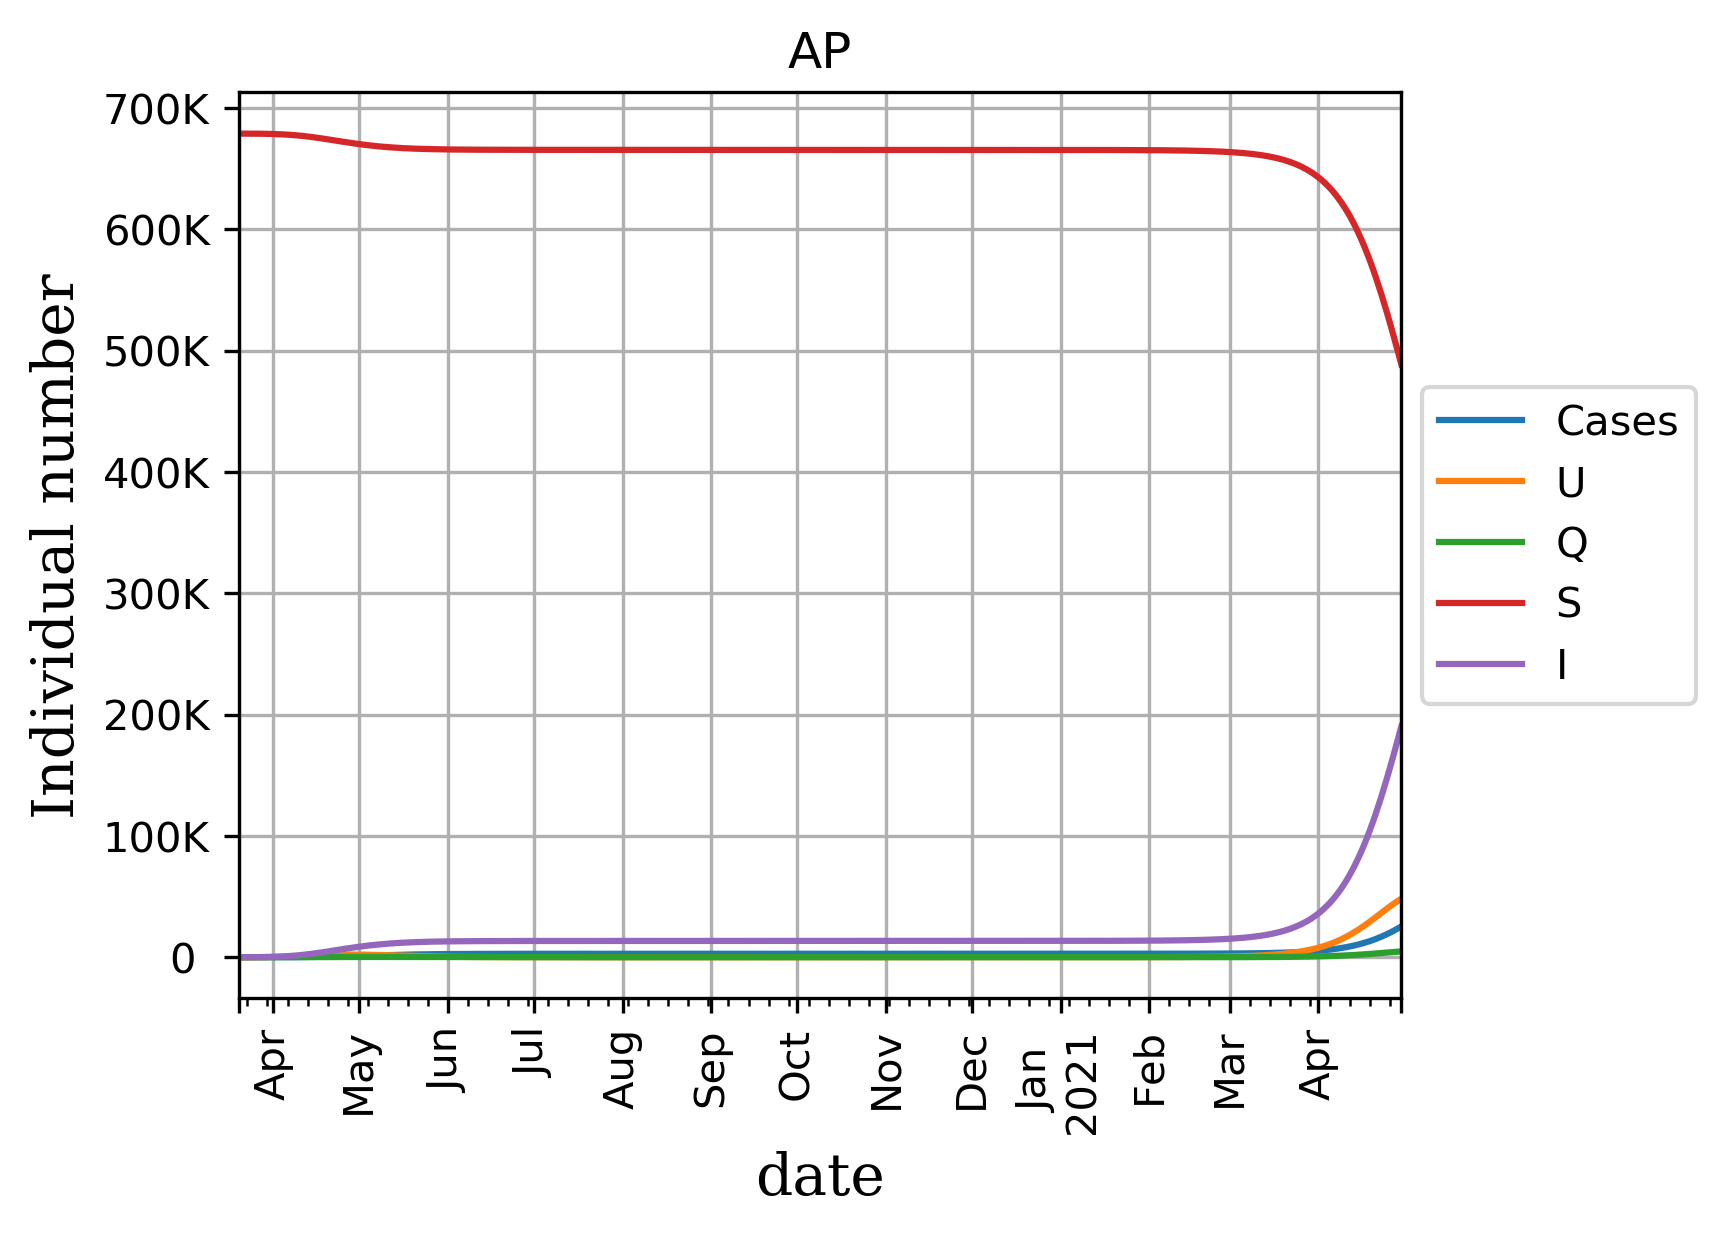 AP
Individual number
700K
600K
500K
400K
300K
200K
100K
0
Apr
May
Jun
Jul
Aug
Sep
Oct
Nov
Dec
Jan
2021
Feb
Mar
Apr
date
Cases
U
Q
S
I